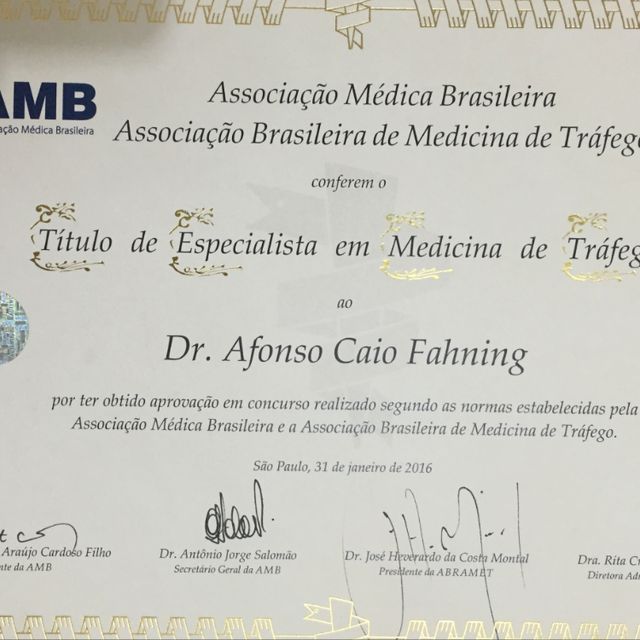 AMB
Associação Médica Brasileira
Associação Médica Brasileira
Associação Brasileira de Medicina de Tráfego
conferem o
Título de Especialista em Medicina de Tráfego
ao
Dr. Afonso Caio Fahning
por ter obtido aprovação em concurso realizado segundo as normas estabelecidas pela
Associação Médica Brasileira e a Associação Brasileira de Medicina de Tráfego.
São Paulo, 31 de janeiro de 2016
Araújo Cardoso Filho Dr. Antônio Jorge Salomão Dr. José Heverardo da Costa Montal Dra. Rita
da AMB Secretário Geral da AMB Presidente da ABRAMET Diretora